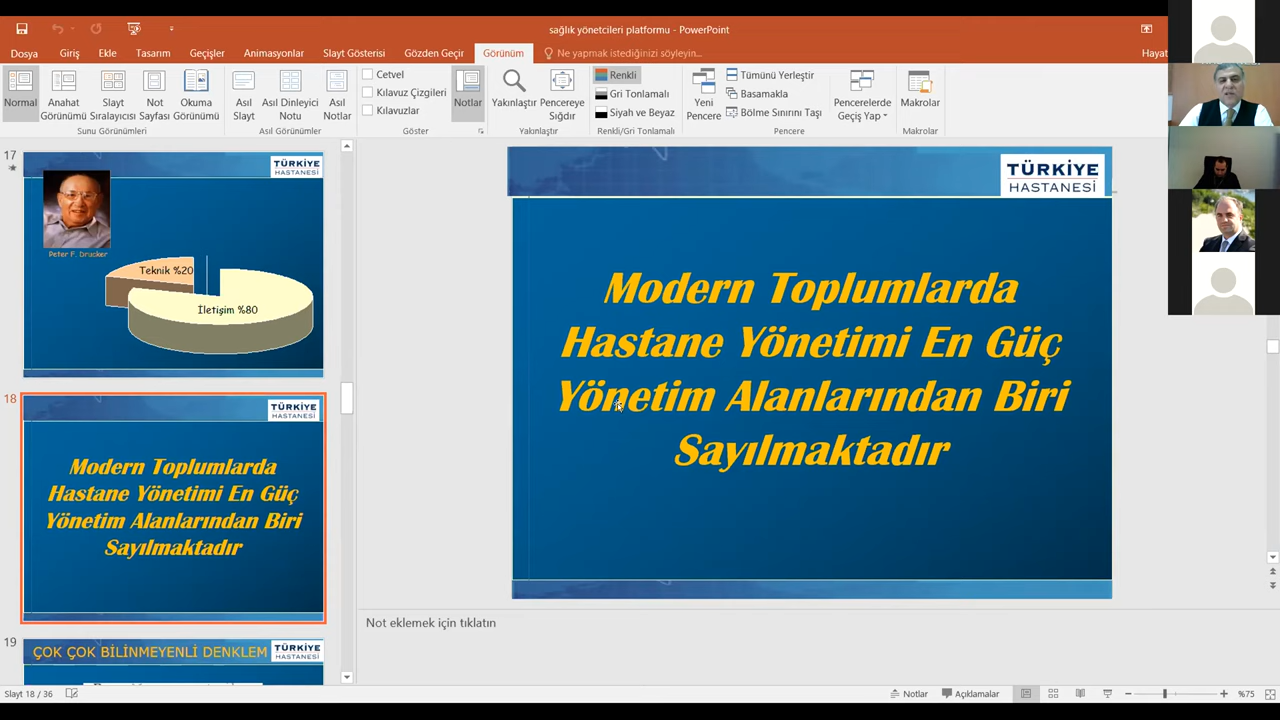 sağlık yönetcileri platformu - PowerPoint
Dosya Giriş Ekle Tasarım Geçişler Animasyonlar Slayt Gösterisi Gözden Geçir Görünüm Ne yapmak istediğinizi söyleyin... Hayat
Normal
Anahat Görünümü
Slayt Sıralayıcısı
Not Sayfası
Okuma Görünümü
Sunu Görünümleri
Asıl Slayt
Asıl Dinleyici Notu
Asıl Notlar
Asıl Görünümler
Cetvel
Kılavuz Çizgileri
Kılavuzlar
Göster
Notlar
Yakınlaştır
Pencereye Sığdır
Yakınlaştır
Renkli
Gri Tonlamalı
Siyah ve Beyaz
Renkli/Gri Tonlamalı
Yeni Pencere
Tümünü Yerleştir
Basamakla
Bölme Sınırını Taşı
Pencerelerde Geçiş Yap
Pencere
Makrolar
Makrolar
17
TÜRKİYE
HASTANESİ
Peter F. Drucker
Teknik %20
İletişim %80
18
TÜRKİYE
HASTANESİ
Modern Toplumlarda
Hastane Yönetimi En Güç
Yönetim Alanlarından Biri
Sayılmaktadır
19
ÇOK ÇOK BİLİNMEYENLİ DENKLEM
TÜRKİYE
HASTANESİ
TÜRKİYE
HASTANESİ
Modern Toplumlarda
Hastane Yönetimi En Güç
Yönetim Alanlarından Biri
Sayılmaktadır
Not eklemek için tıklatın
Slayt 18 / 36
Notlar
Açıklamalar
%75